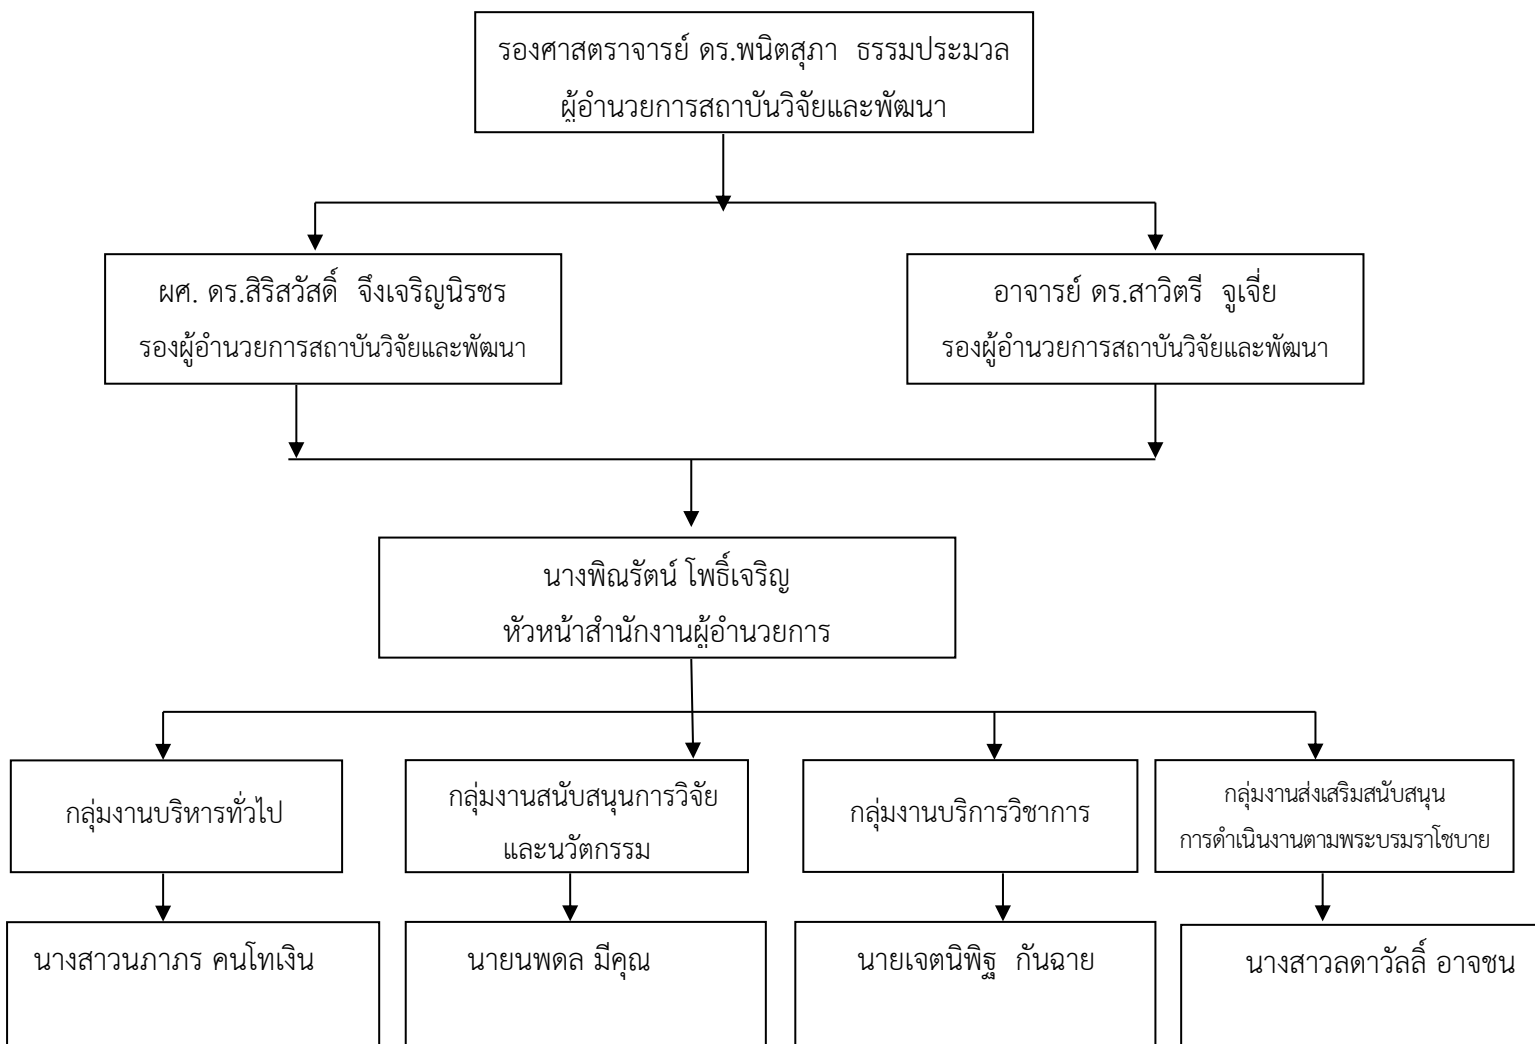 รองศาสตราจารย์ ดร.พนิตสุภา ธรรมประมวล
ผู้อำนวยการสถาบันวิจัยและพัฒนา
ผศ. ดร.สิริสวัสดิ์ จึงเจริญนิรชร
รองผู้อำนวยการสถาบันวิจัยและพัฒนา
อาจารย์ ดร.สาวิตรี จูเจี่ย
รองผู้อำนวยการสถาบันวิจัยและพัฒนา
นางพิณรัตน์ โพธิ์เจริญ
หัวหน้าสำนักงานผู้อำนวยการ
กลุ่มงานบริหารทั่วไป
กลุ่มงานสนับสนุนการวิจัย
และนวัตกรรม
กลุ่มงานบริการวิชาการ
กลุ่มงานส่งเสริมสนับสนุน
การดำเนินงานตามพระบรมราโชบาย
นางสาวนภาภร คนโทเงิน
นายนพดล มีคุณ
นายเจตนิพิฐ กันฉาย
นางสาวลดาวัลลิ์ อาจชน